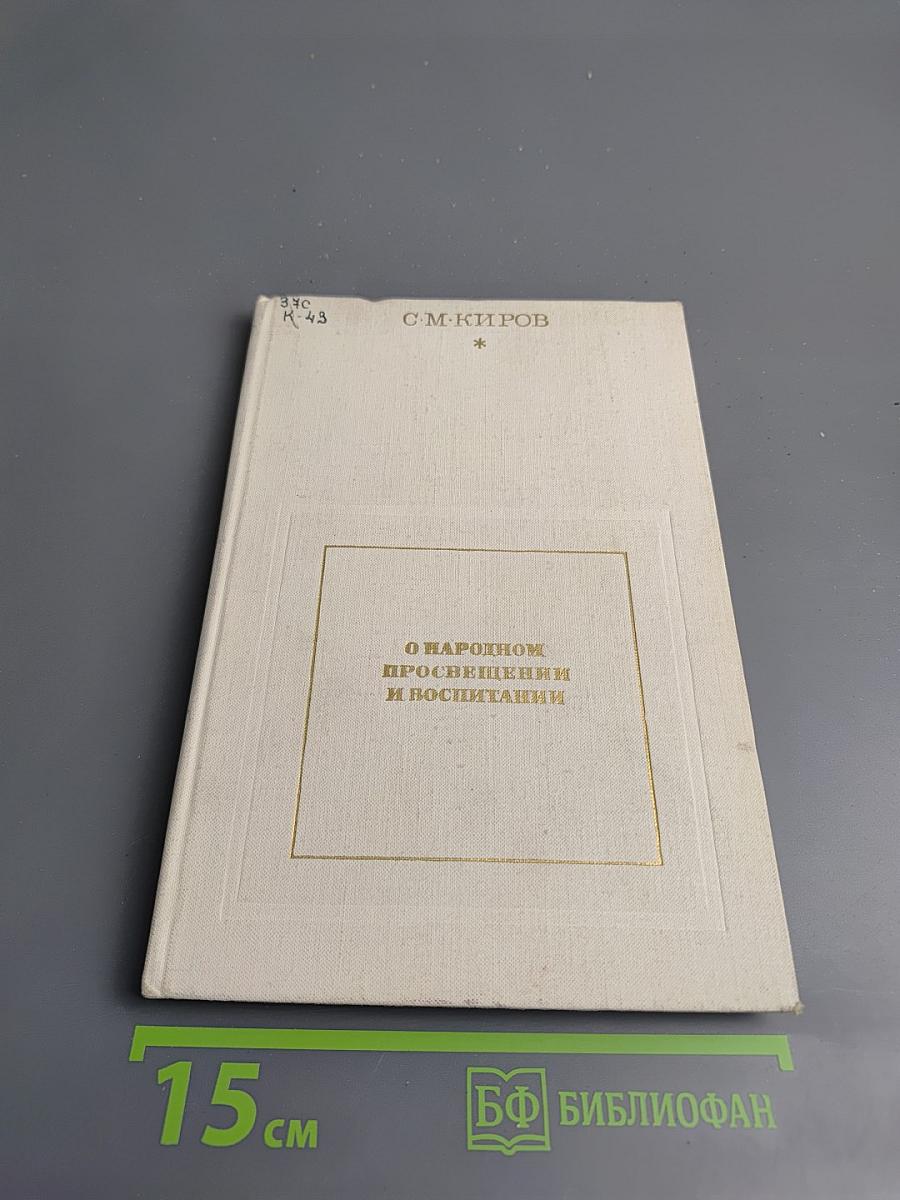 37с
К-43
С·М·КИРОВ
*
О НАРОДНОМ
ПРОСВЕЩЕНИИ
И ВОСПИТАНИИ
15 см
БФ БИБЛИОФАН